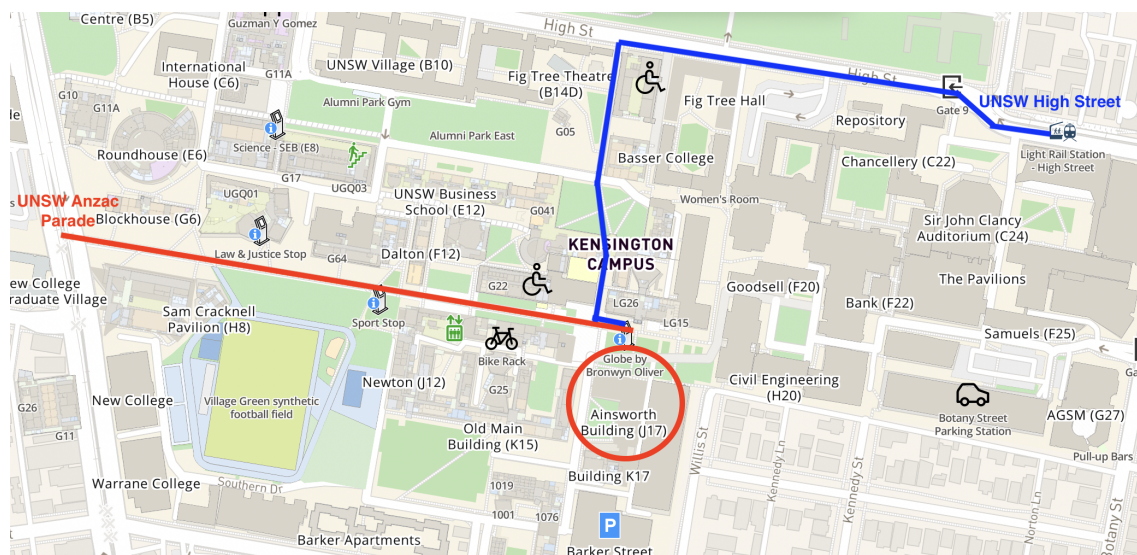 Centre (B5)
Guzman Y Gomez
High St
International
House (C6)
G11A
UNSW Village (B10)
Fig Tree Theatre
(B14D)
High St
G10
G11A
Alumni Park Gym
Fig Tree Hall
Gate 9
UNSW High Street
G05
Alumni Park East
Repository
Science - SEB (E8)
Roundhouse (E6)
Basser College
Chancellery (C22)
Light Rail Station
- High Street
G17
UGQ03
UGQ01
UNSW Business
School (E12)
G041
Women's Room
UNSW Anzac
Parade
Blockhouse (G6)
Sir John Clancy
Auditorium (C24)
Law & Justice Stop
G64
Dalton (F12)
KENSINGTON
CAMPUS
The Pavilions
New College
Graduate Village
G22
Goodsell (F20)
Bank (F22)
LG26
Sam Cracknell
Pavilion (H8)
Sport Stop
LG15
Samuels (F25)
Bike Rack
Globe by
Bronwyn Oliver
Newton (J12)
Civil Engineering
(H20)
New College
Village Green synthetic
football field
G25
G26
G11
Ainsworth
Building (J17)
Botany Street
Parking Station
AGSM (G27)
Old Main
Building (K15)
Willis St
Pull-up Bars
Building K17
Warrane College
Southern Dr
1019
Kennedy Ln
Kennedy St
Norton Ln
Botany St
1001
1076
P
Barker Apartments
Barker Street